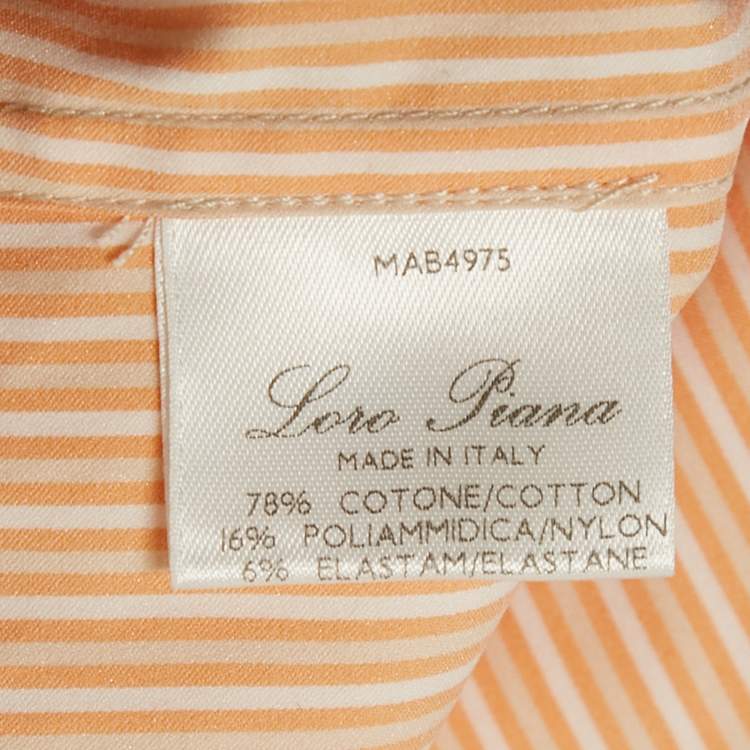 MAB4975
Loro Piana
MADE IN ITALY
78% COTONE/COTTON
16% POLIAMMIDICA/NYLON
6% ELASTAM/ELASTANE